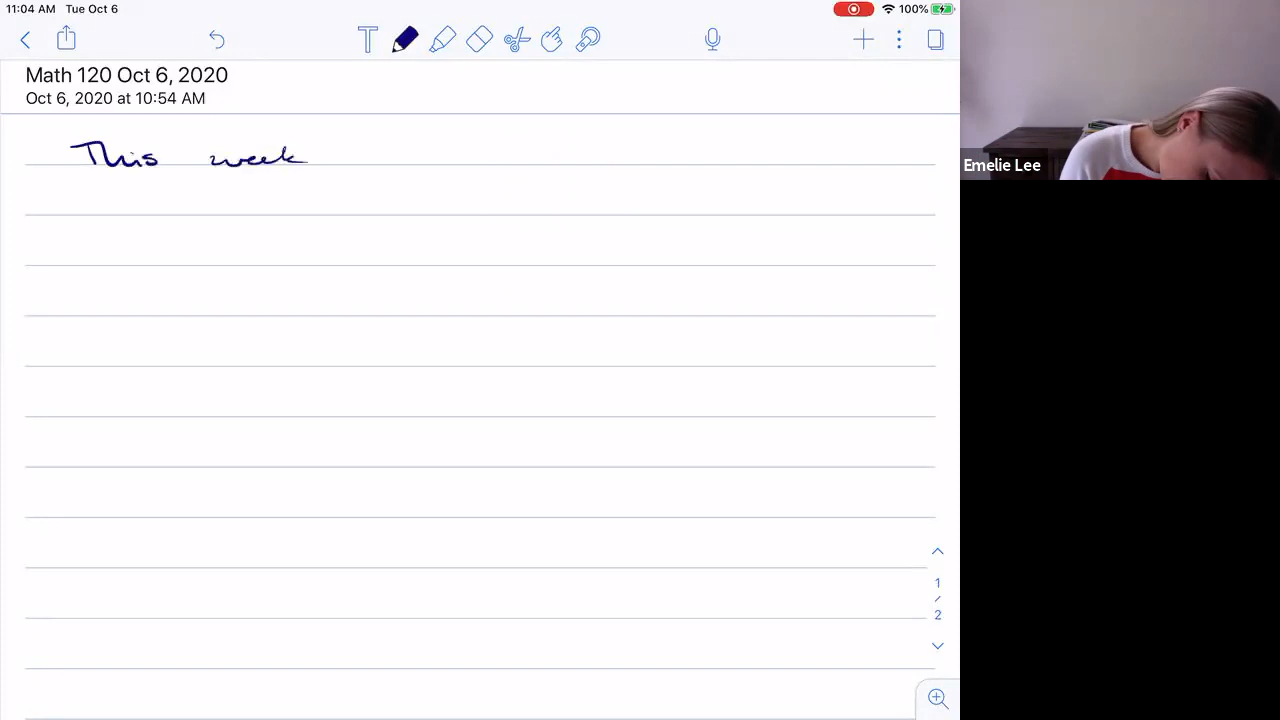 11:04 AM Tue Oct 6
100%
Math 120 Oct 6, 2020
Oct 6, 2020 at 10:54 AM
This week
Emelie Lee
1
/
2